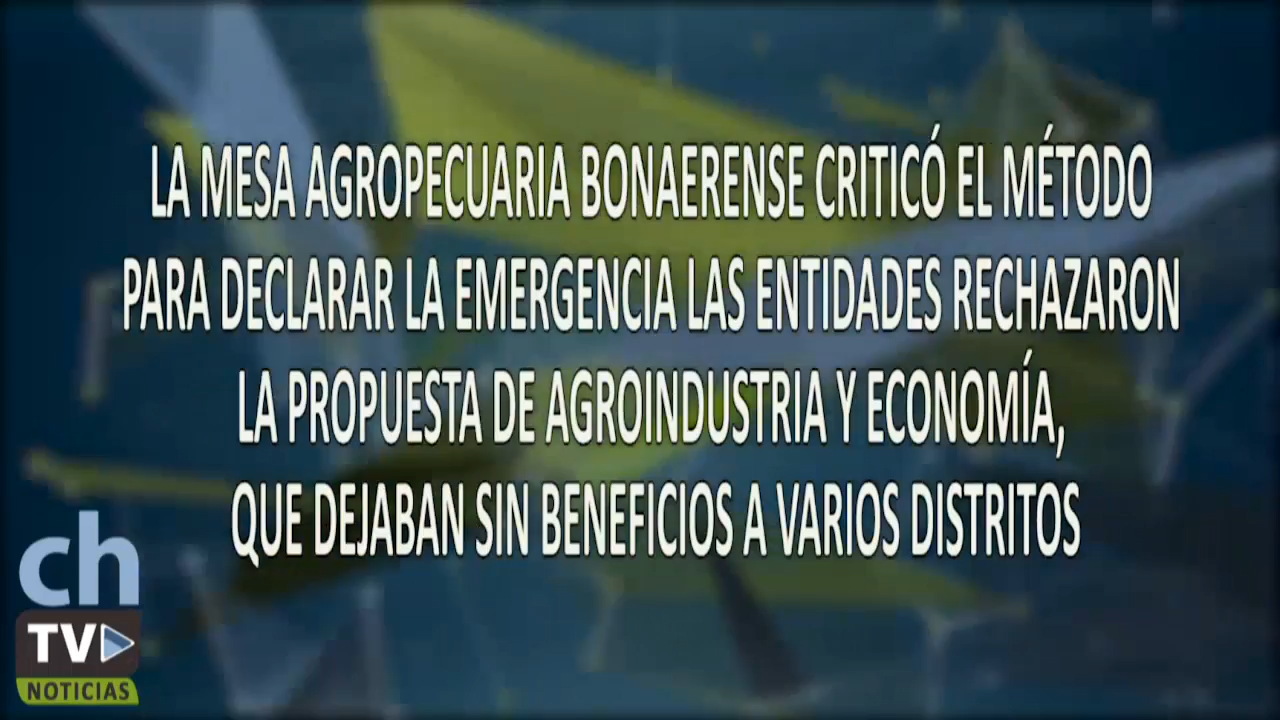 LA MESA AGROPECUARIA BONAERENSE CRITICÓ EL MÉTODO
PARA DECLARAR LA EMERGENCIA LAS ENTIDADES RECHAZARON
LA PROPUESTA DE AGROINDUSTRIA Y ECONOMÍA,
QUE DEJABAN SIN BENEFICIOS A VARIOS DISTRITOS
ch
TV
NOTICIAS